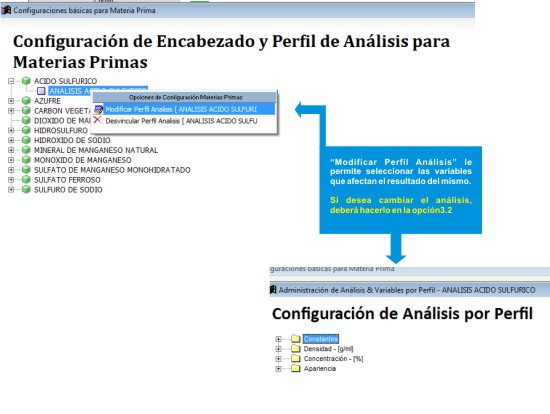 Configuraciones básicas para Materia Prima
Configuración de Encabezado y Perfil de Análisis para
Materias Primas
ACIDO SULFURICO
ANALISIS
Opciones de Configuración Materias Primas
AZUFRE
Modificar Perfil Analisis [ ANALISIS ACIDO SULFURI
CARBON VEGET
Desvincular Perfil Analisis [ ANALISIS ACIDO SULFU
DIOXIDO DE MA
HIDROSULFURO
HIDROXIDO DE SODIO
MINERAL DE MANGANESO NATURAL
MONOXIDO DE MANGANESO
SULFATO DE MANGANESO MONOHIDRATADO
SULFATO FERROSO
SULFURO DE SODIO
“Modificar Perfil Análisis” le
permite seleccionar las variables
que afectan el resultado del mismo.
Si desea cambiar el análisis,
deberá hacerlo en la opción3.2
guraciones básicas para Materia Prima
Administración de Análisis & Variables por Perfil - ANALISIS ACIDO SULFURICO
Configuración de Análisis por Perfil
Constantes
Densidad - [g/ml]
Concentración - [%]
Apariencia